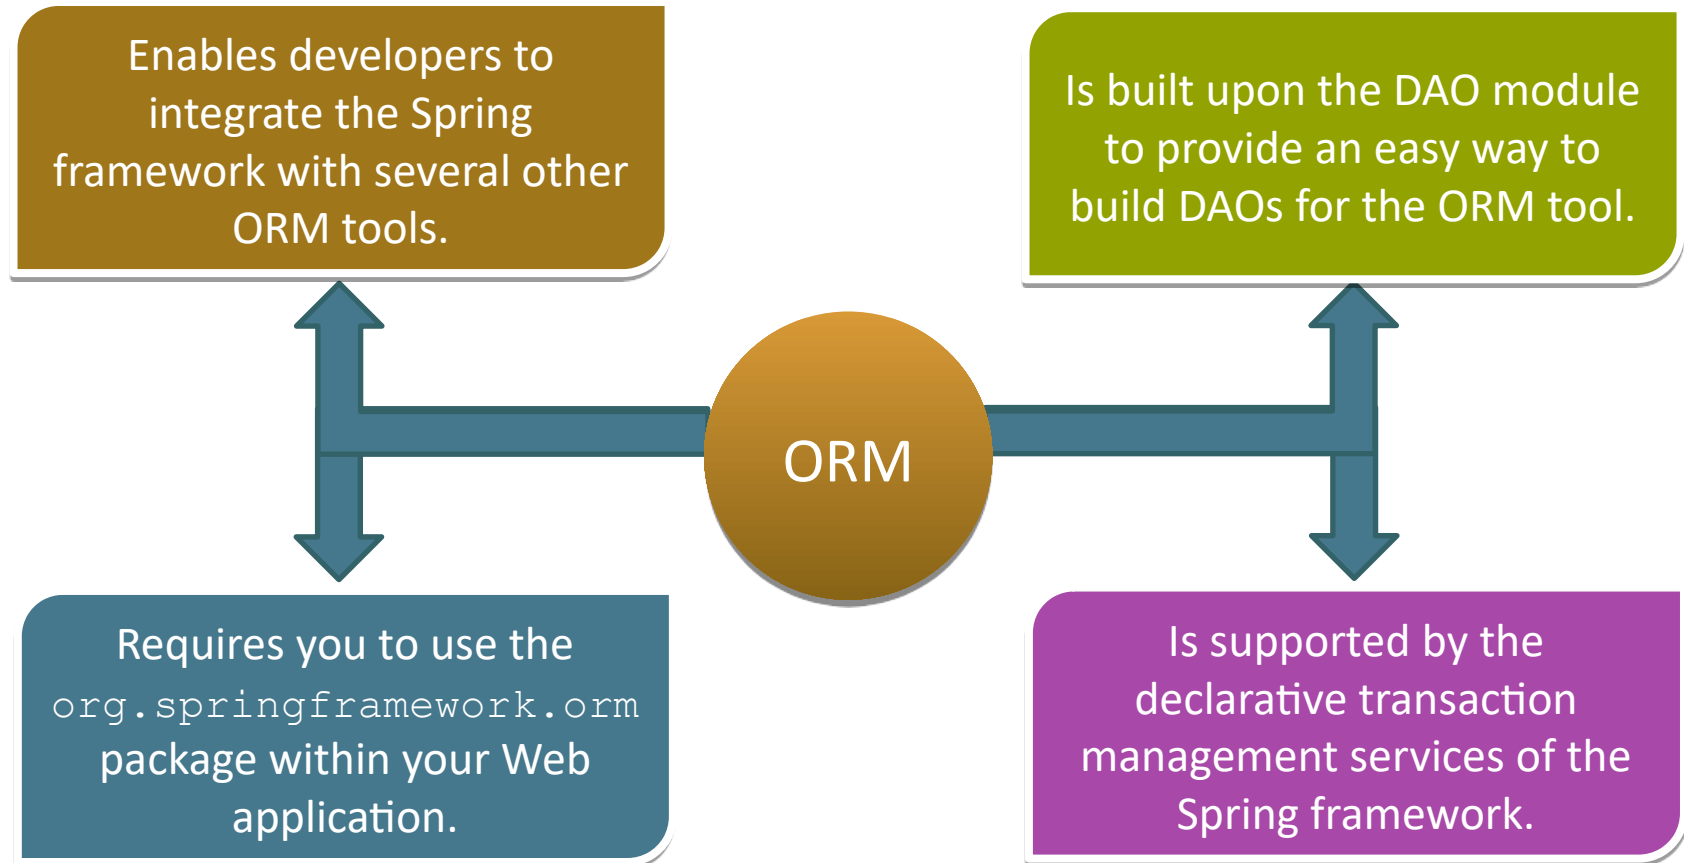 Enables developers to
integrate the Spring
framework with several other
ORM tools.
Is built upon the DAO module
to provide an easy way to
build DAOs for the ORM tool.
ORM
Requires you to use the
org.springframework.orm
package within your Web
application.
Is supported by the
declarative transaction
management services of the
Spring framework.